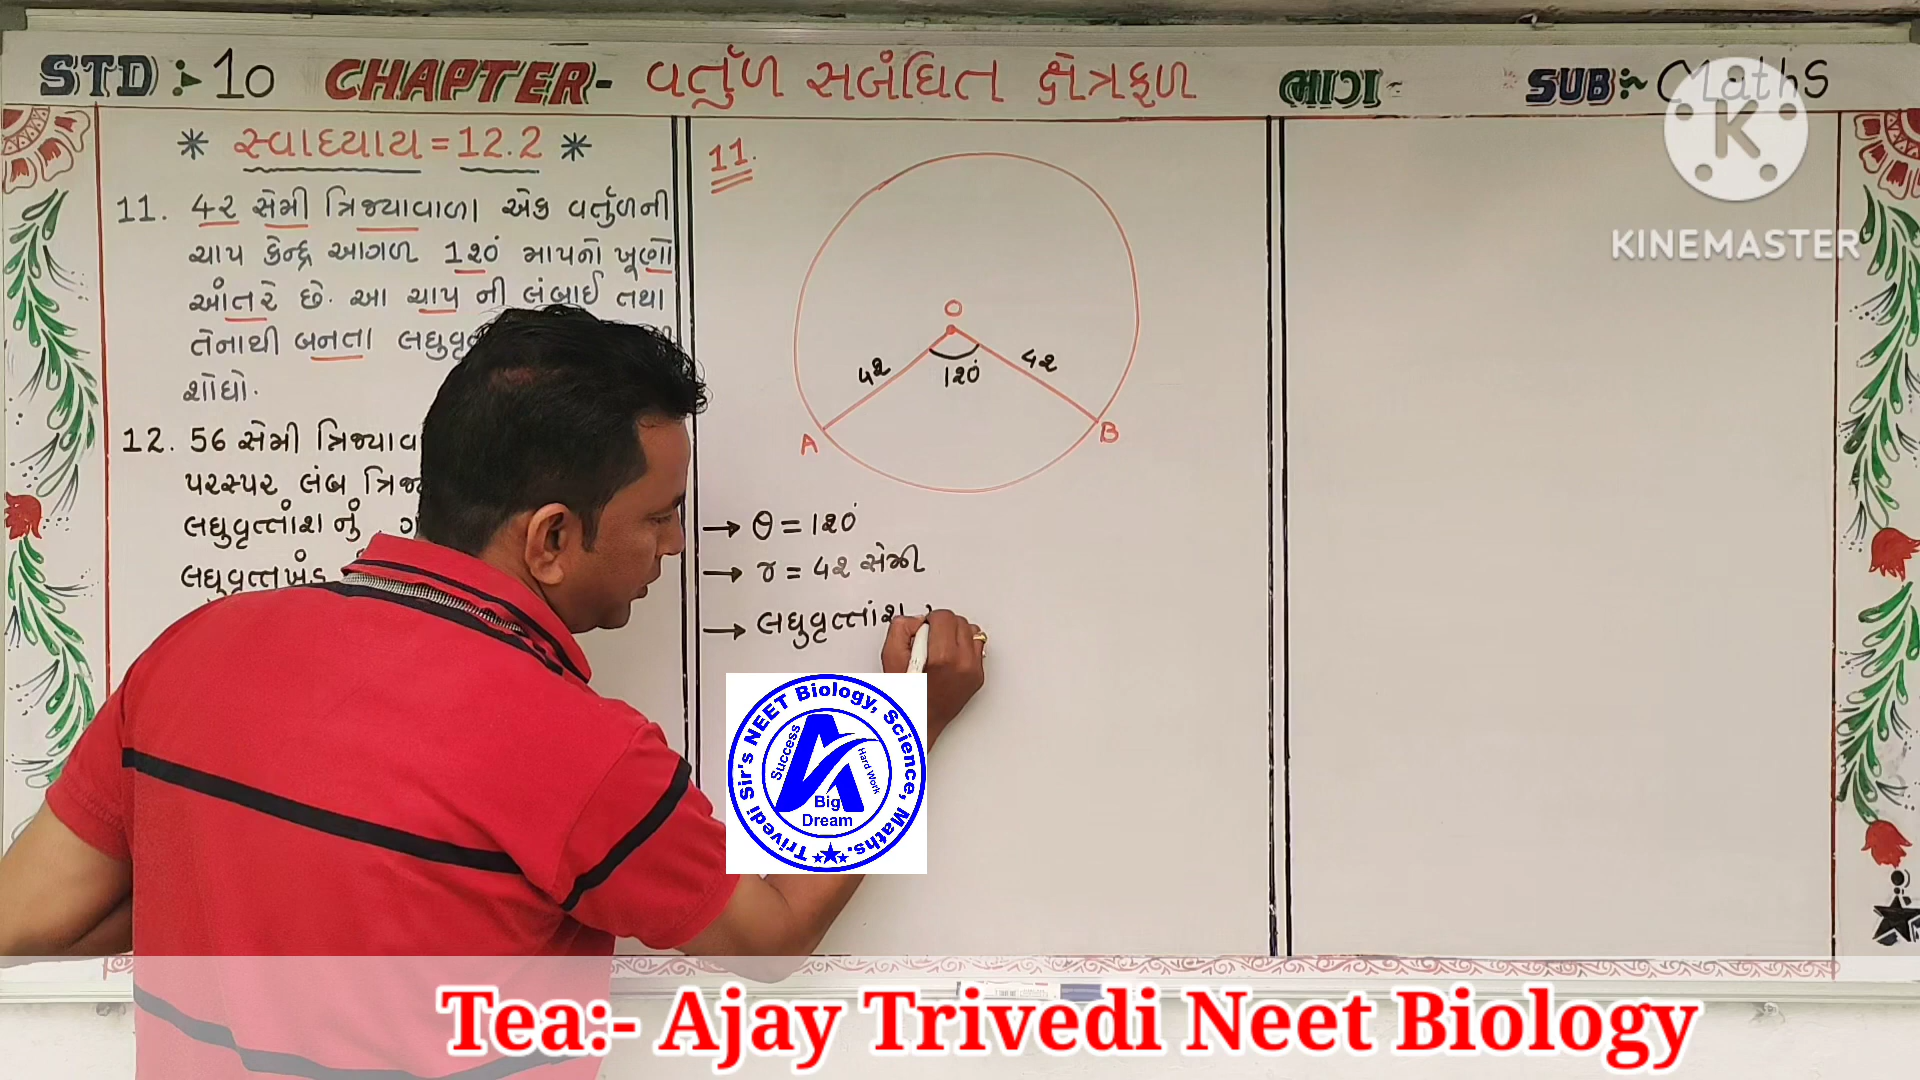 STD :- 10 CHAPTER- વર્તુળ સબંધિત ક્ષેત્રફળ ભાગ - SUB:- Maths
* સ્વાધ્યાય = 12.2 *
11. 42 સેમી ત્રિજ્યાવાળા એક વર્તુળની
ચાપ કેન્દ્ર આગળ 120° માપનો ખૂણો
આંતરે છે. આ ચાપ ની લંબાઈ તથા
તેનાથી બનતા
શોધો.
12. 56 સેમી
પરસ્પર લંબ
લઘુવૃત્તાંશ નું
લઘુવૃત્તખંડ
11.
O
42 120° 42
A B
→ θ = 120°
→ r = 42 સેમી
→ લઘુવૃત્તાંશ
K
KINEMASTER
Trivedi Sir's NEET Biology, Science, Maths.
Success
Hard Work
Big
Dream
Tea:- Ajay Trivedi Neet Biology